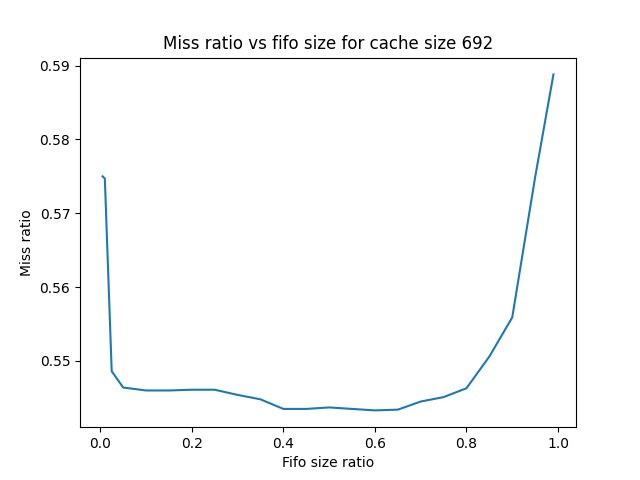 Miss ratio vs fifo size for cache size 692
0.59
0.58
0.57
0.56
0.55
Miss ratio
0.0 0.2 0.4 0.6 0.8 1.0
Fifo size ratio